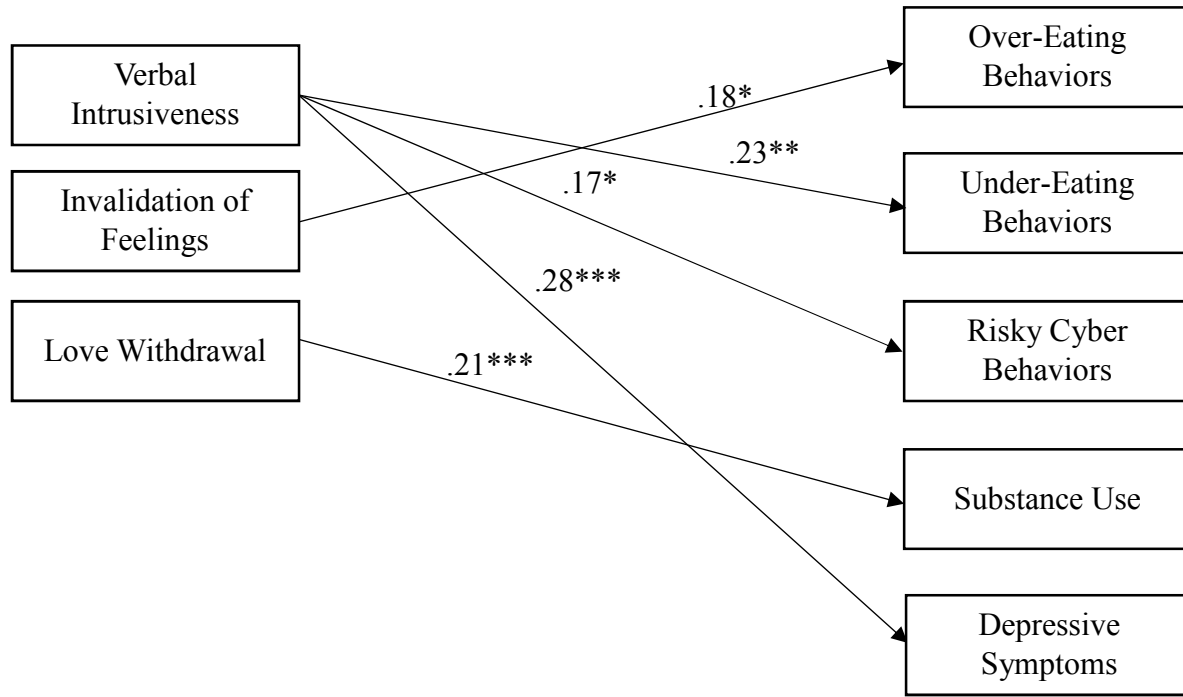 Verbal
Intrusiveness
Invalidation of
Feelings
Love Withdrawal
.18*
.23**
.17*
.28***
.21***
Over-Eating
Behaviors
Under-Eating
Behaviors
Risky Cyber
Behaviors
Substance Use
Depressive
Symptoms